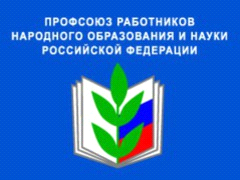 ПРОФСОЮЗ РАБОТНИКОВ
НАРОДНОГО ОБРАЗОВАНИЯ И НАУКИ
РОССИЙСКОЙ ФЕДЕРАЦИИ